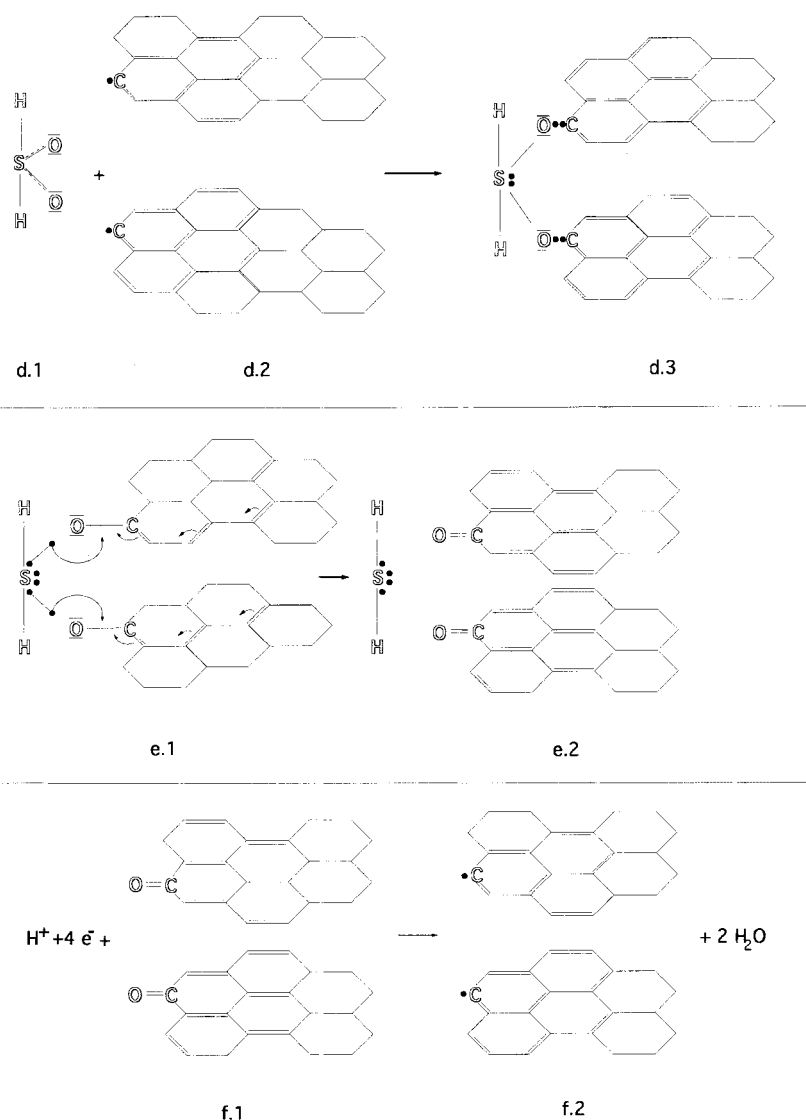 H
S
O
O
H
+
•C
•C
H
S:
H
O••C
O••C
d.1
d.2
d.3
H
S:
H
O
C
O
C
H
S:
H
O=C
O=C
e.1
e.2
H⁺ +4 e⁻ +
O=C
O=C
•C
•C
+ 2 H₂O
f.1
f.2